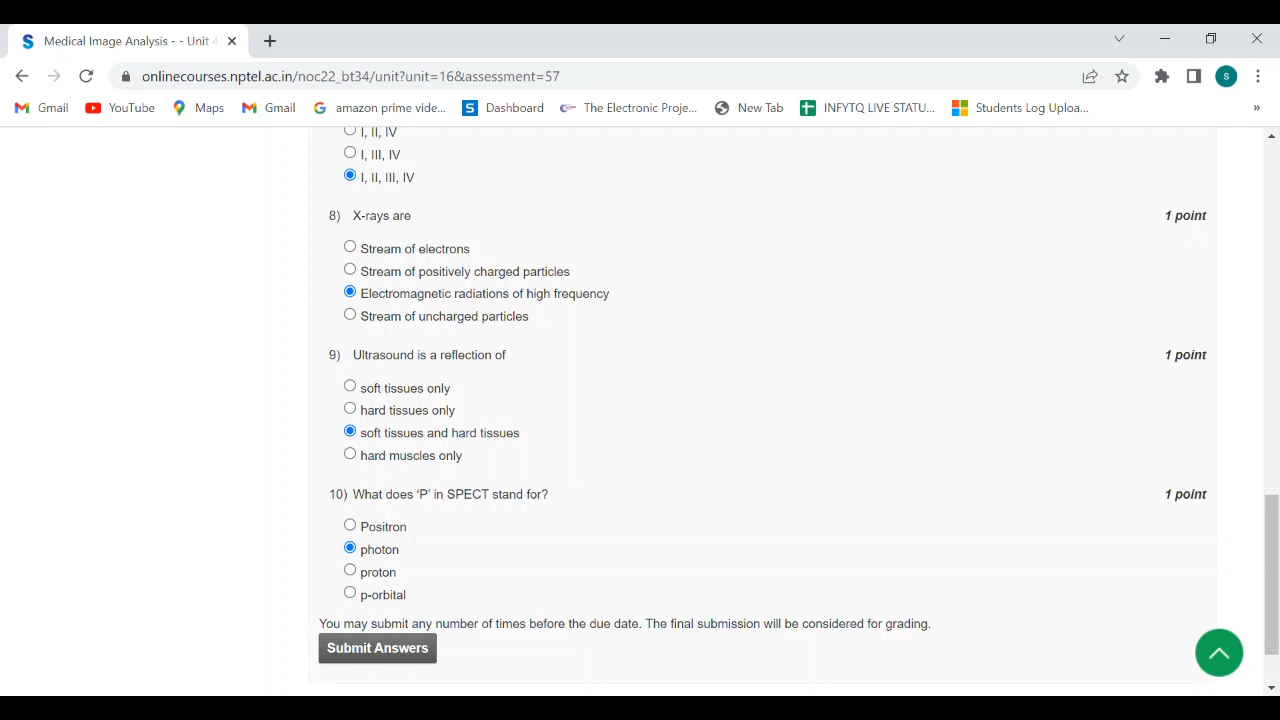 Medical Image Analysis - - Unit 4
onlinecourses.nptel.ac.in/noc22_bt34/unit?unit=16&assessment=57
S
Gmail YouTube Maps Gmail amazon prime vide... Dashboard The Electronic Proje... New Tab INFYTQ LIVE STATU... Students Log Uploa... »
I, II, IV
I, III, IV
I, II, III, IV
8) X-rays are 1 point
Stream of electrons
Stream of positively charged particles
Electromagnetic radiations of high frequency
Stream of uncharged particles
9) Ultrasound is a reflection of 1 point
soft tissues only
hard tissues only
soft tissues and hard tissues
hard muscles only
10) What does ‘P’ in SPECT stand for? 1 point
Positron
photon
proton
p-orbital
You may submit any number of times before the due date. The final submission will be considered for grading.
Submit Answers